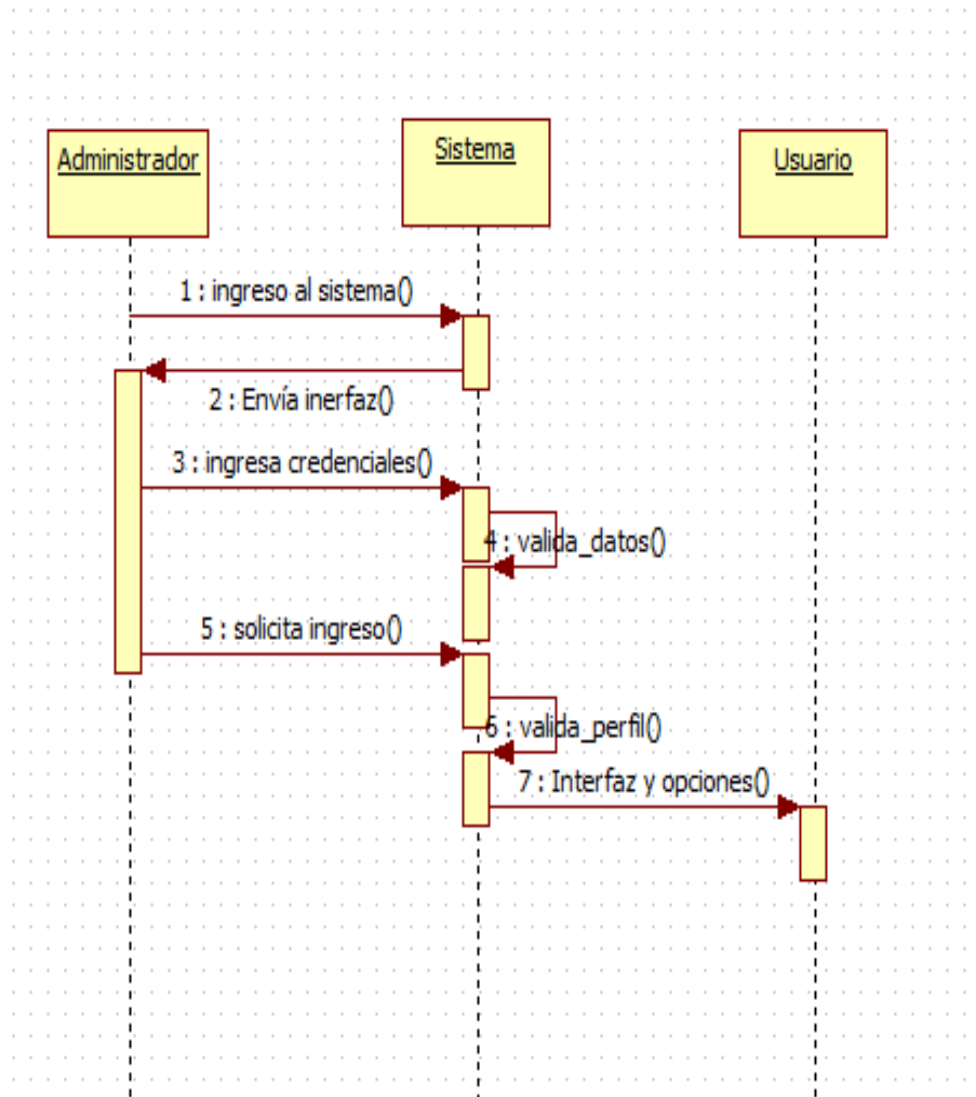 Administrador
Sistema
Usuario
1 : ingreso al sistema()
2 : Envía inerfaz()
3 : ingresa credenciales()
4 : valida_datos()
5 : solicita ingreso()
6 : valida_perfil()
7 : Interfaz y opciones()